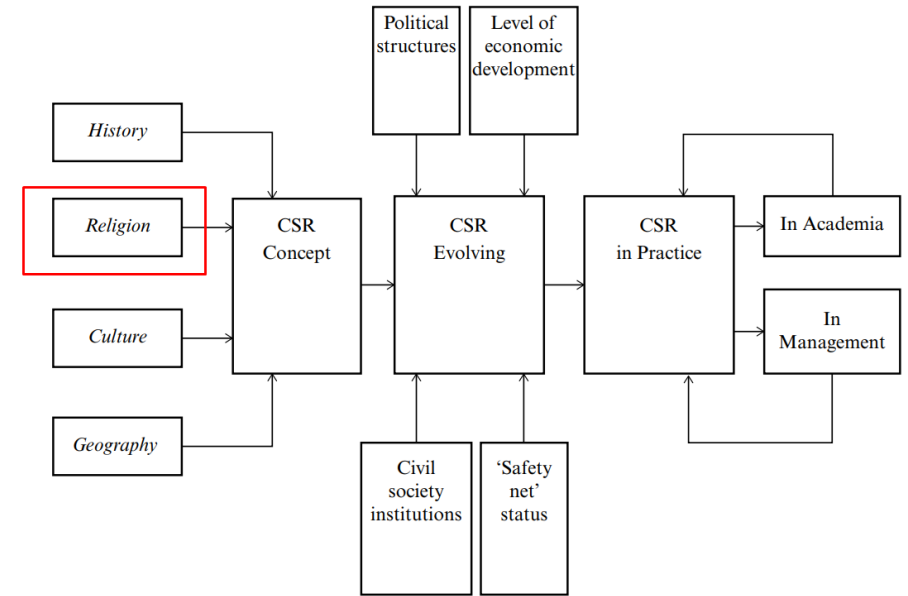 Political
structures
Level of
economic
development
History
Religion
Culture
Geography
CSR
Concept
CSR
Evolving
CSR
in Practice
In Academia
In
Management
Civil
society
institutions
‘Safety
net’
status